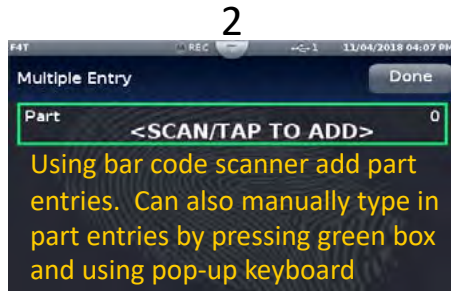 2
F4T REC 1 11/04/2018 04:07 PM
Multiple Entry Done
Part 0
<SCAN/TAP TO ADD>
Using bar code scanner add part
entries. Can also manually type in
part entries by pressing green box
and using pop-up keyboard